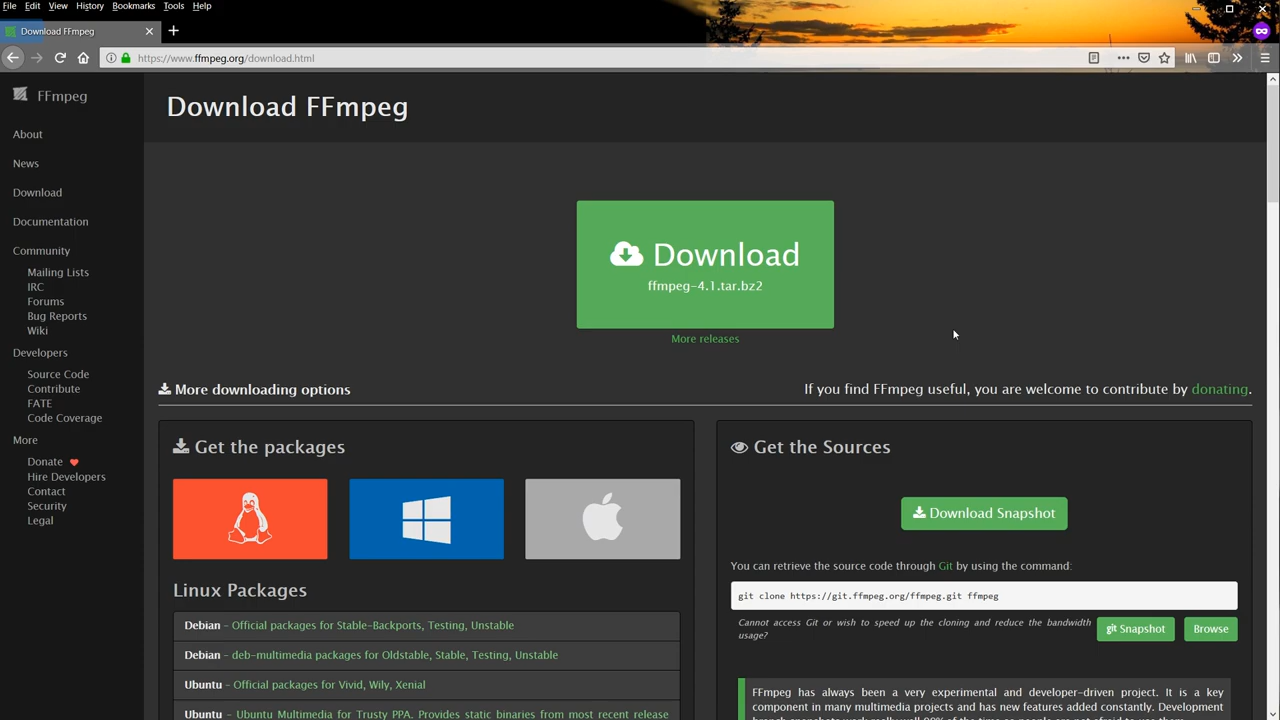 File Edit View History Bookmarks Tools Help
Download FFmpeg
https://www.ffmpeg.org/download.html
FFmpeg
About
News
Download
Documentation
Community
Mailing Lists
IRC
Forums
Bug Reports
Wiki
Developers
Source Code
Contribute
FATE
Code Coverage
More
Donate
Hire Developers
Contact
Security
Legal
Download FFmpeg
Download
ffmpeg-4.1.tar.bz2
More releases
More downloading options
If you find FFmpeg useful, you are welcome to contribute by donating.
Get the packages
Linux Packages
Debian – Official packages for Stable-Backports, Testing, Unstable
Debian – deb-multimedia packages for Oldstable, Stable, Testing, Unstable
Ubuntu – Official packages for Vivid, Wily, Xenial
Ubuntu – Ubuntu Multimedia for Trusty PPA. Provides static binaries from most recent release
Get the Sources
Download Snapshot
You can retrieve the source code through Git by using the command:
git clone https://git.ffmpeg.org/ffmpeg.git ffmpeg
Cannot access Git or wish to speed up the cloning and reduce the bandwidth
usage?
git Snapshot
Browse
FFmpeg has always been a very experimental and developer-driven project. It is a key
component in many multimedia projects and has new features added constantly. Development